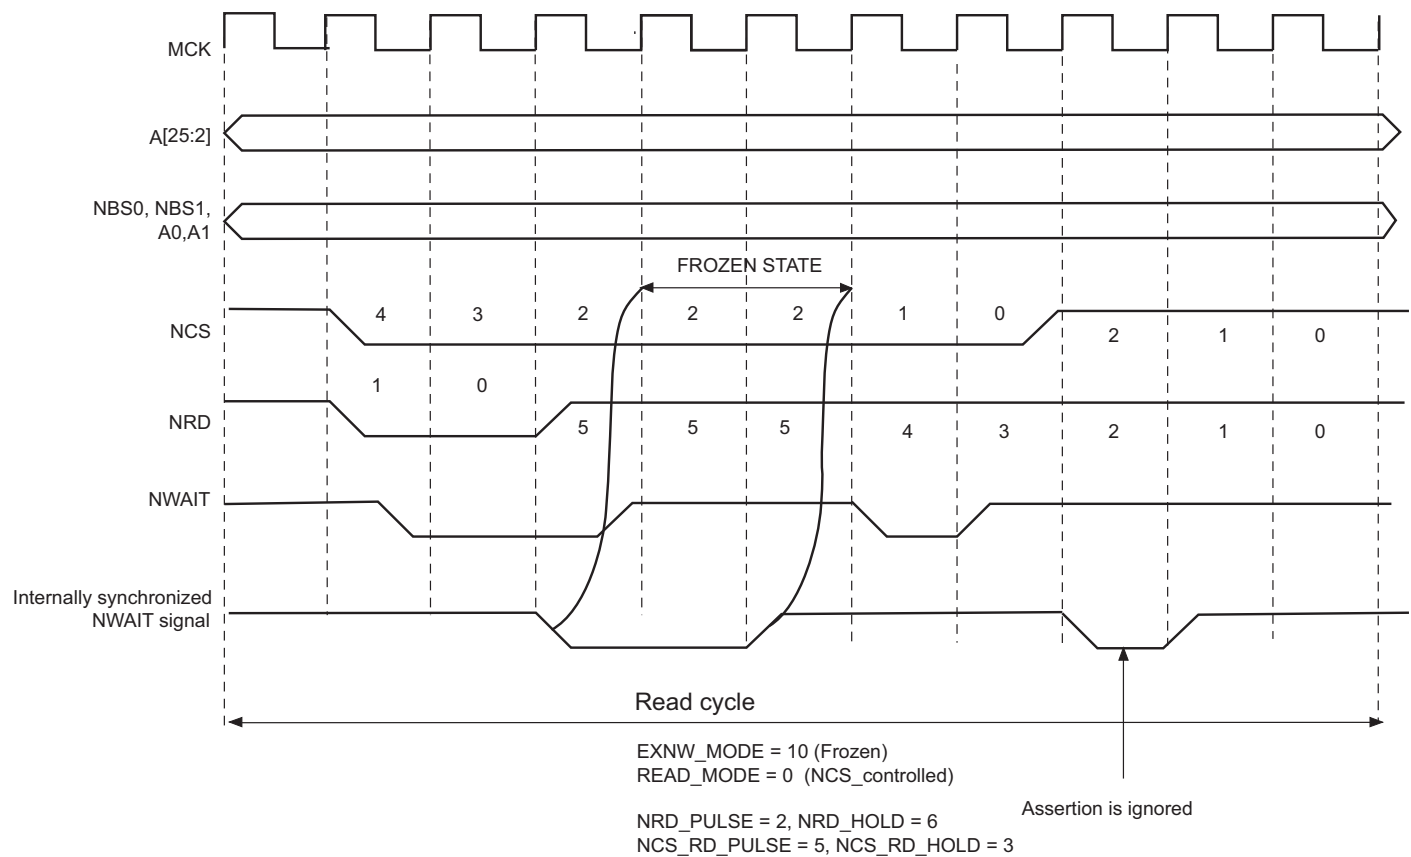 MCK
A[25:2]
NBS0, NBS1,
A0,A1
FROZEN STATE
4 3 2 2 2 1 0
NCS
2 1 0
1 0
NRD
5 5 5 4 3 2 1 0
NWAIT
Internally synchronized
NWAIT signal
Read cycle
EXNW_MODE = 10 (Frozen)
READ_MODE = 0 (NCS_controlled)
Assertion is ignored
NRD_PULSE = 2, NRD_HOLD = 6
NCS_RD_PULSE = 5, NCS_RD_HOLD = 3